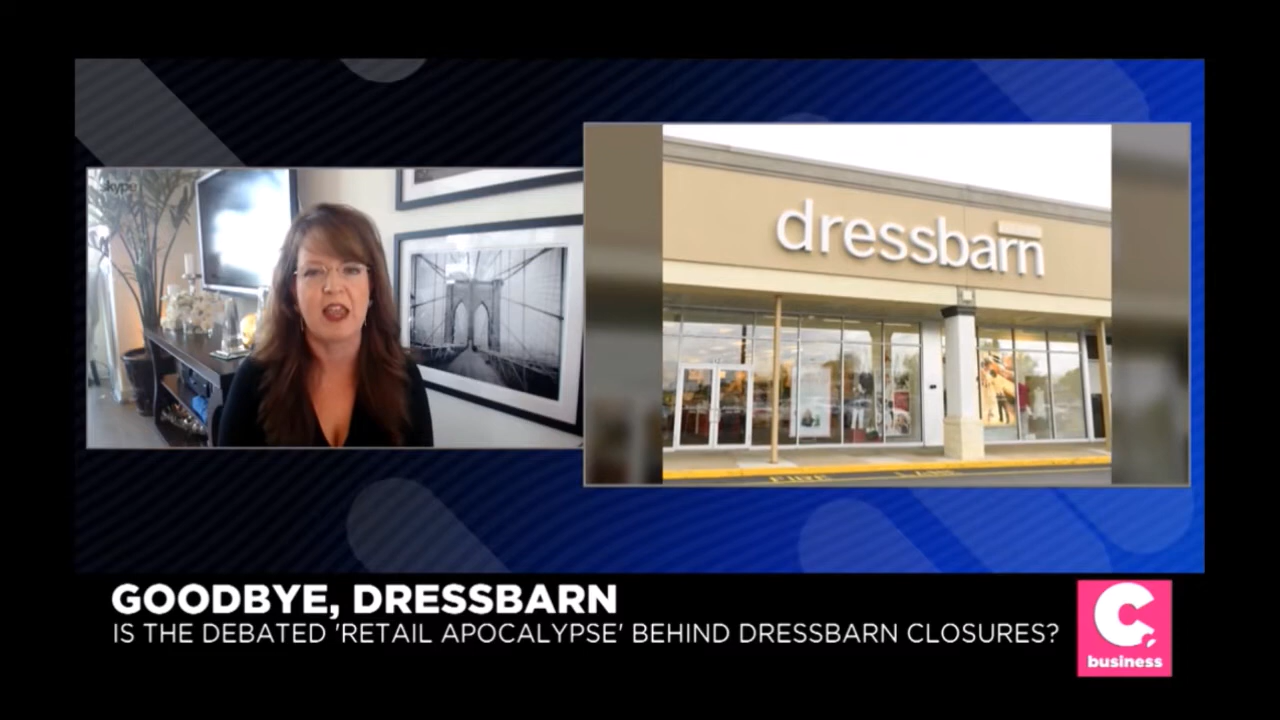 skype
dressbarn
FIRE LANE
GOODBYE, DRESSBARN
IS THE DEBATED 'RETAIL APOCALYPSE' BEHIND DRESSBARN CLOSURES?
C.
business